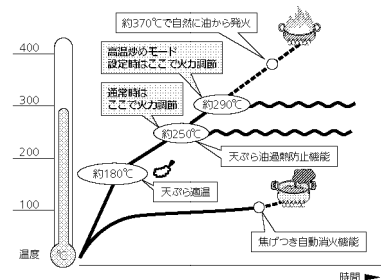 約370℃で自然に油から発火
400
高温炒めモード
設定時はここで火力調節
300
通常時は
ここで火力調節
約290℃
約250℃
200
天ぷら油過熱防止機能
約180℃
天ぷら適温
100
焦げつき自動消火機能
温度
℃
時間